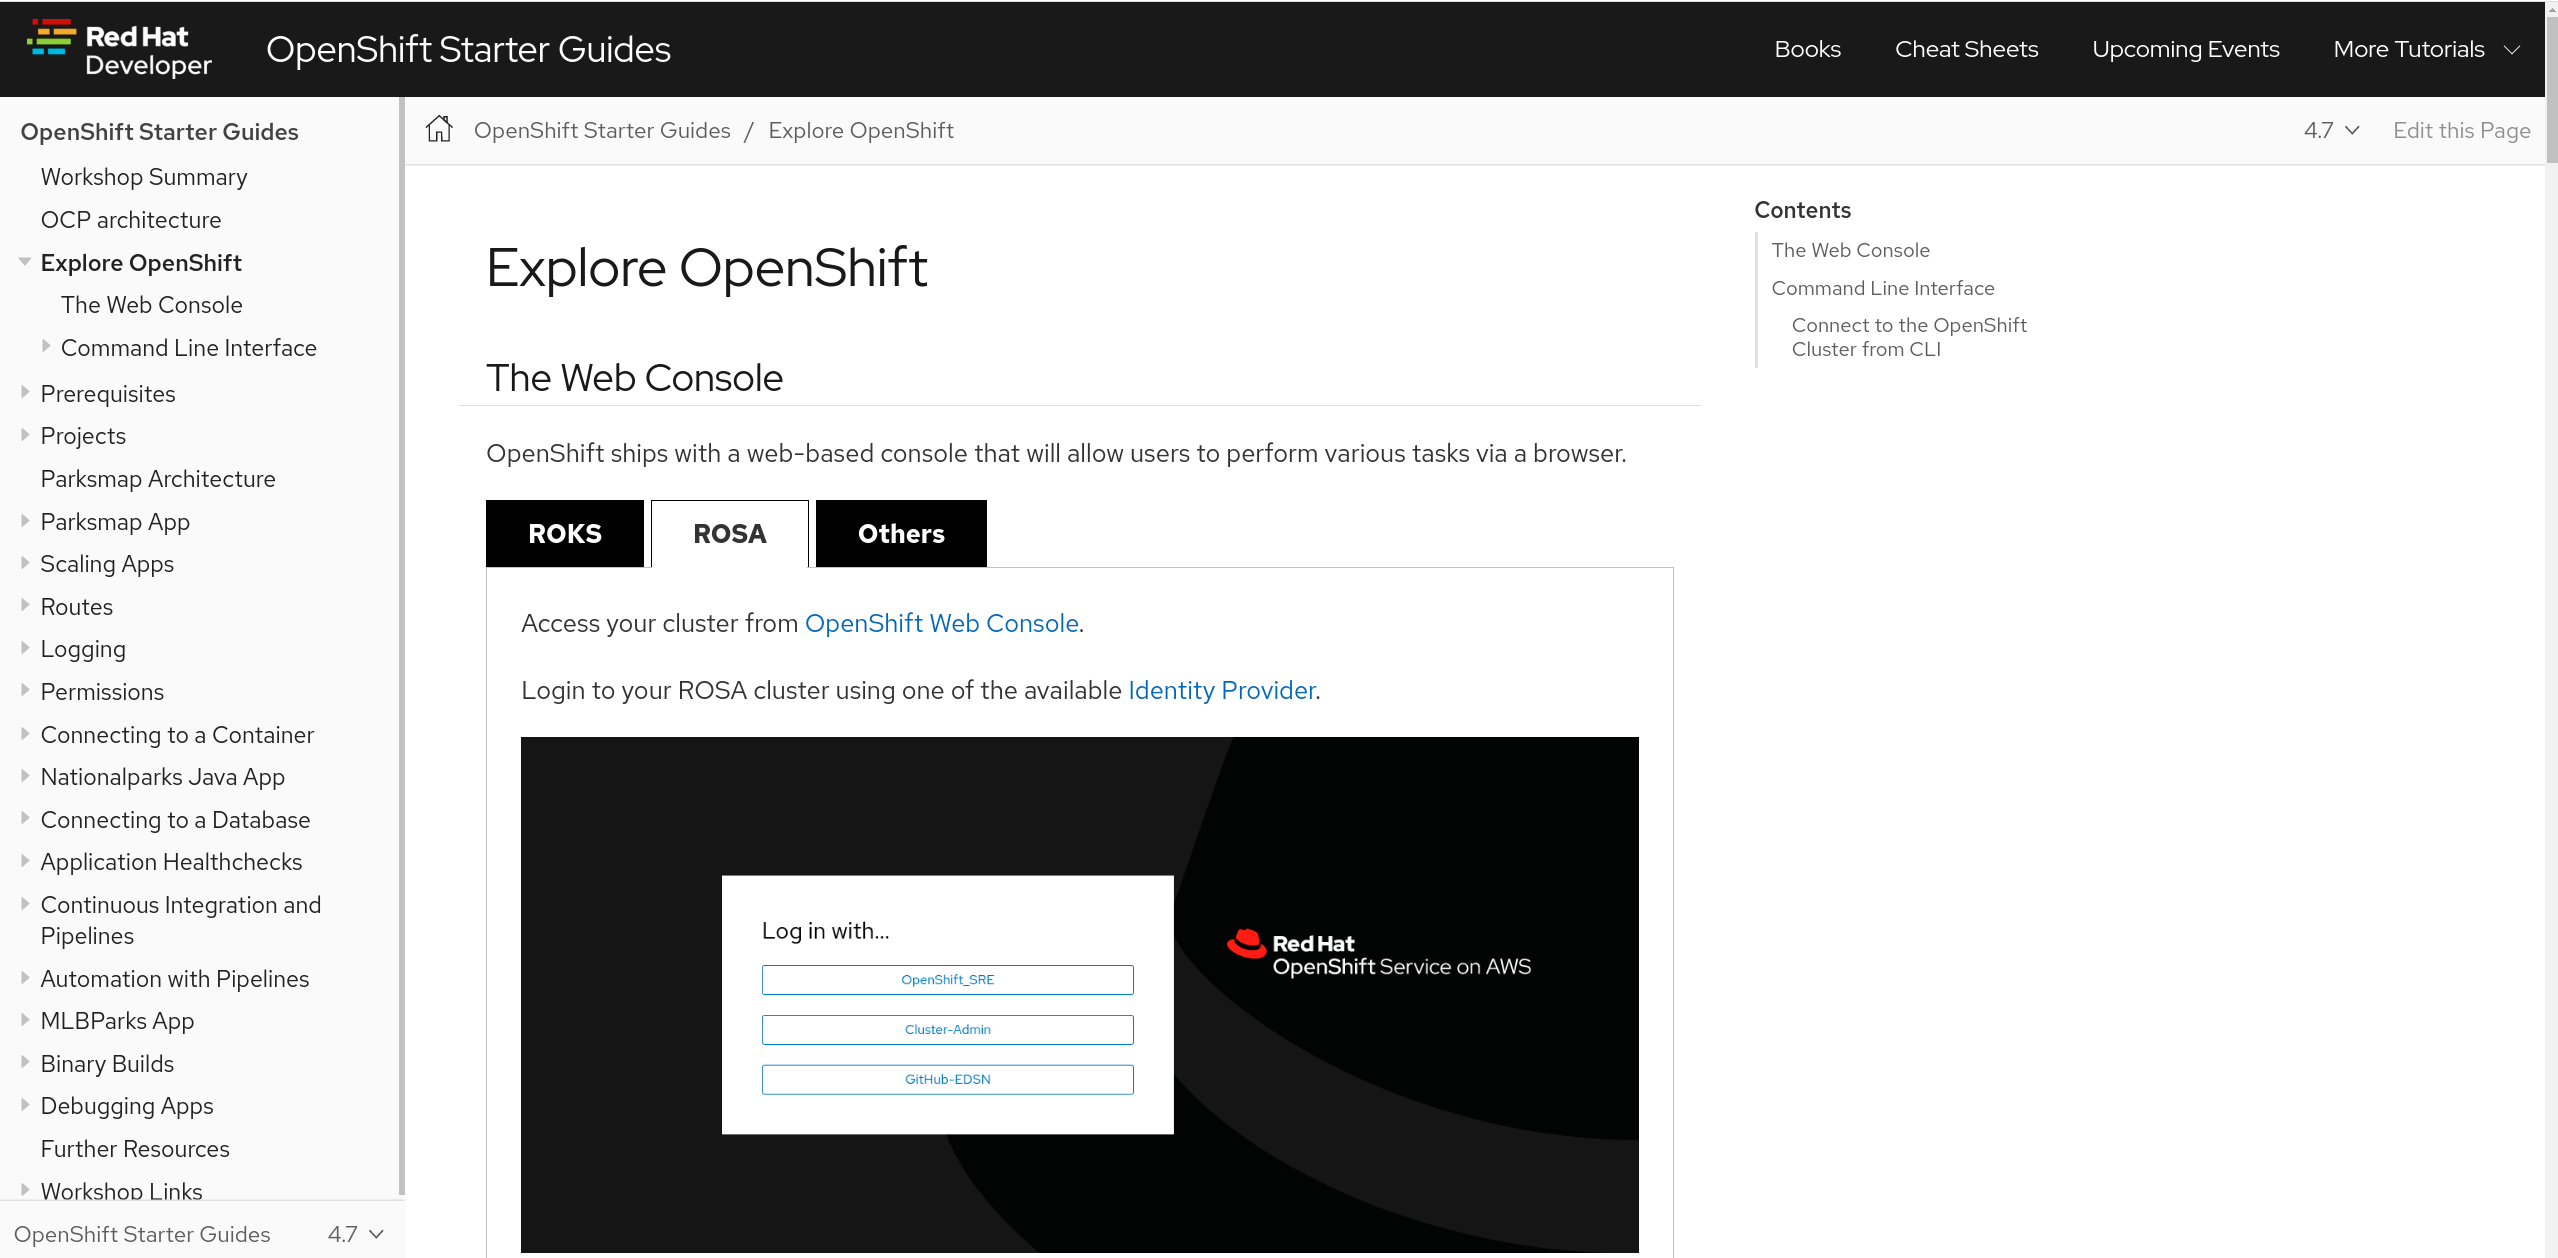 Red Hat
Developer
OpenShift Starter Guides
Books
Cheat Sheets
Upcoming Events
More Tutorials
OpenShift Starter Guides
Workshop Summary
OCP architecture
Explore OpenShift
The Web Console
Command Line Interface
Prerequisites
Projects
Parksmap Architecture
Parksmap App
Scaling Apps
Routes
Logging
Permissions
Connecting to a Container
Nationalparks Java App
Connecting to a Database
Application Healthchecks
Continuous Integration and
Pipelines
Automation with Pipelines
MLBParks App
Binary Builds
Debugging Apps
Further Resources
Workshop Links
OpenShift Starter Guides 4.7
OpenShift Starter Guides / Explore OpenShift
4.7
Edit this Page
Explore OpenShift
The Web Console
OpenShift ships with a web-based console that will allow users to perform various tasks via a browser.
ROKS
ROSA
Others
Access your cluster from OpenShift Web Console.
Login to your ROSA cluster using one of the available Identity Provider.
Log in with...
OpenShift_SRE
Cluster-Admin
GitHub-EDSN
Red Hat
OpenShift Service on AWS
Contents
The Web Console
Command Line Interface
Connect to the OpenShift
Cluster from CLI